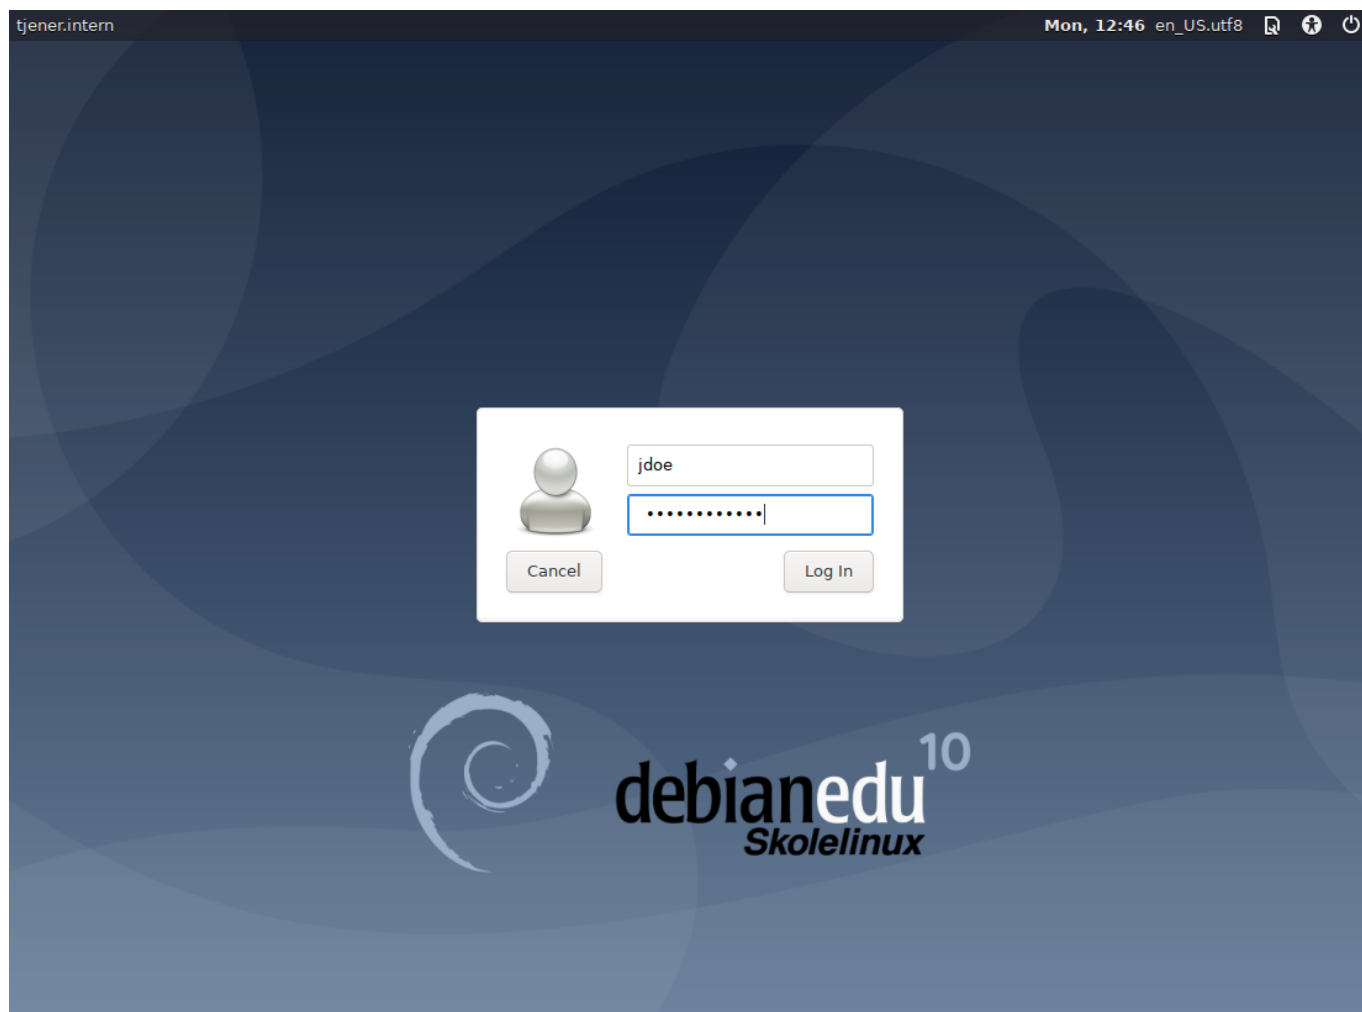 tjener.intern
Mon, 12:46 en_US.utf8
jdoe
••••••••••••
Cancel
Log In
debianedu 10
Skolelinux